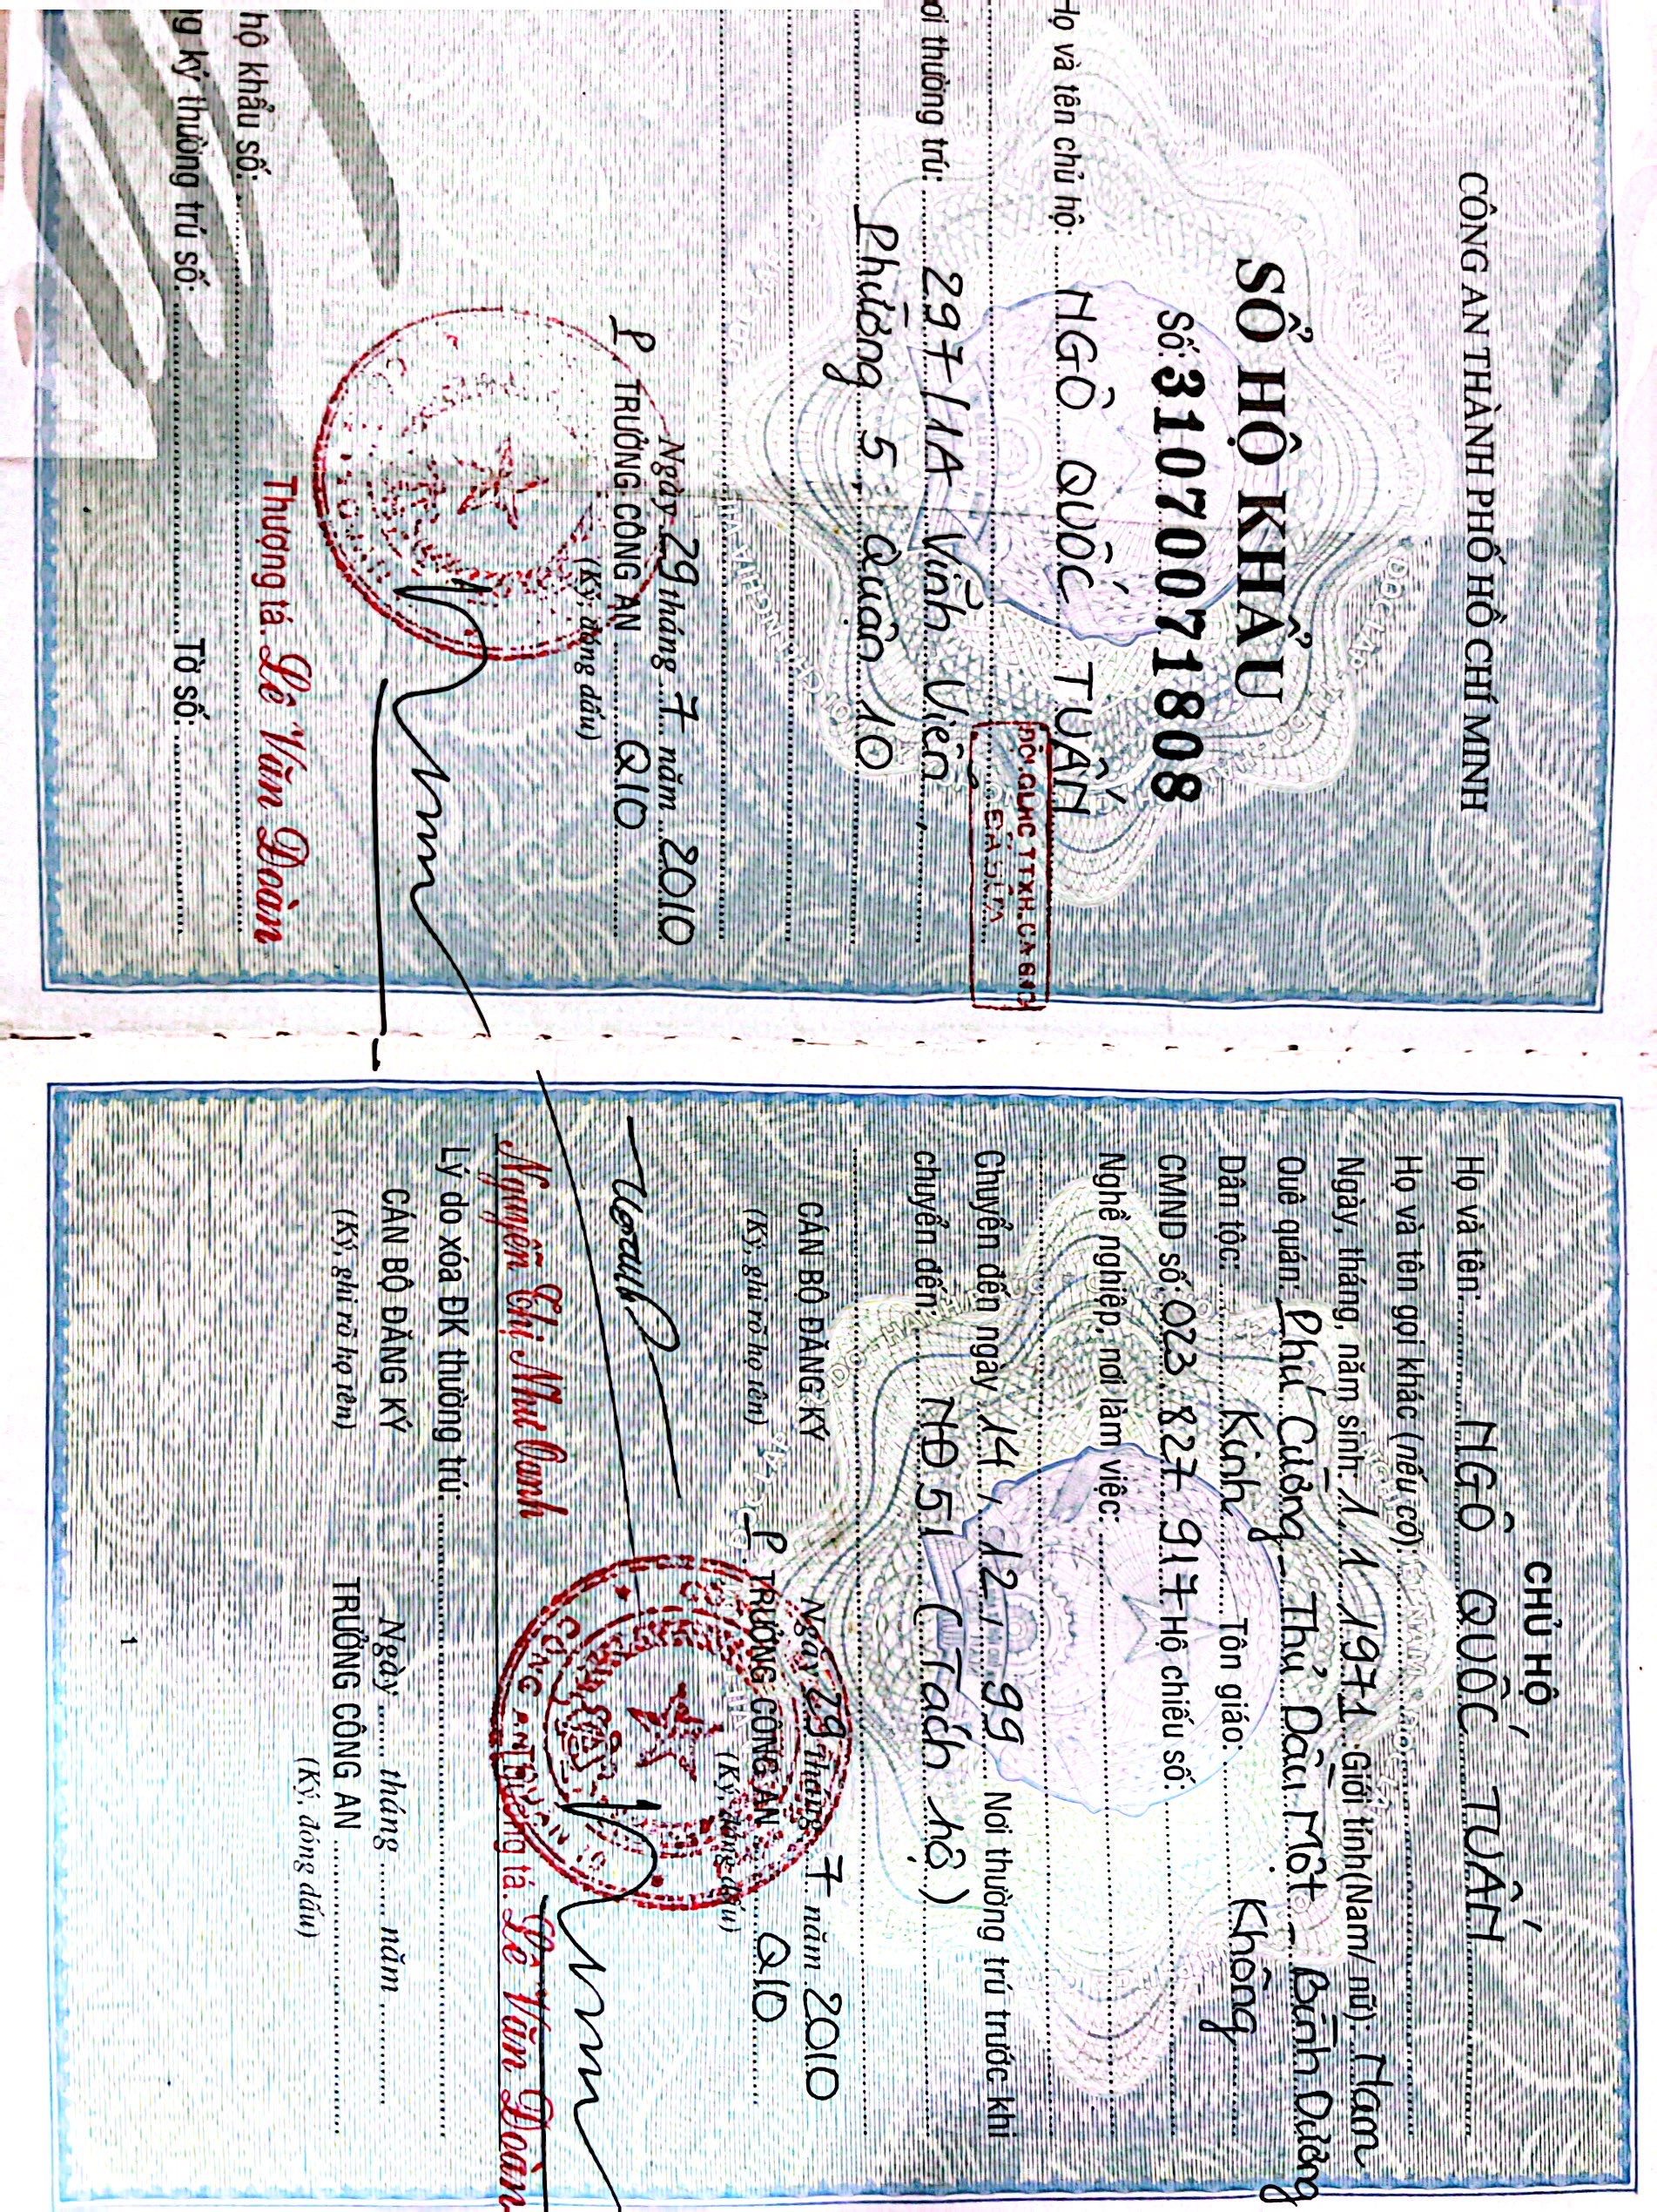 CÔNG AN THÀNH PHỐ HỒ CHÍ MINH
SỔ HỘ KHẨU
Số: 31070071808
Họ và tên chủ hộ: NGÔ QUỐC TUẤN
ĐỘI QLHC TTXH.CA
ơi thường trú: 297/1A Vĩnh Viễn,
Phường 5, Quận 10
Ngày 29 tháng 7 năm 2010
P TRƯỞNG CÔNG AN Q10
(Ký, đóng dấu)
Thượng tá. Lê Văn Đoàn
hộ khẩu số:
g ký thường trú số: Tờ số:
CHỦ HỘ
Họ và tên: NGÔ QUỐC TUẤN
Họ và tên gọi khác (nếu có):
Ngày, tháng, năm sinh: 1/1/1971 Giới tính(Nam/ nữ): Nam
Quê quán: Phú Cường - Thủ Dầu Một - Bình Dương
Dân tộc: Kinh Tôn giáo: Không
CMND số: 023 827 917 Hộ chiếu số:
Nghề nghiệp, nơi làm việc:
Chuyển đến ngày 14/12/99 Nơi thường trú trước khi
chuyển đến: NĐ 51 (Tách hộ)
Ngày 29 tháng 7 năm 2010
CÁN BỘ ĐĂNG KÝ P TRƯỞNG CÔNG AN Q10
(Ký, ghi rõ họ tên) (Ký, đóng dấu)
Nguyễn Thị Như Oanh Thượng tá. Lê Văn Đoàn
Lý do xóa ĐK thường trú:
Ngày ...... tháng ...... năm
CÁN BỘ ĐĂNG KÝ TRƯỞNG CÔNG AN
(Ký, ghi rõ họ tên) (Ký, đóng dấu)
1